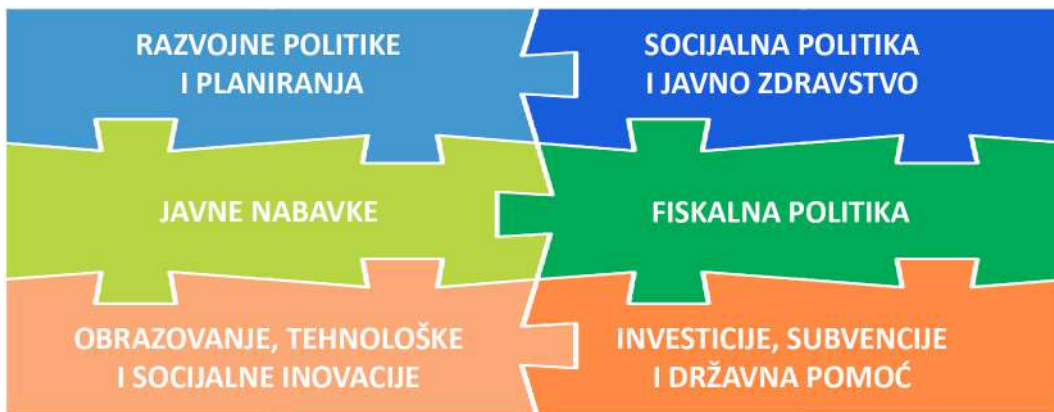 RAZVOJNE POLITIKE
I PLANIRANJA
SOCIJALNA POLITIKA
I JAVNO ZDRAVSTVO
JAVNE NABAVKE
FISKALNA POLITIKA
OBRAZOVANJE, TEHNOLOŠKE
I SOCIJALNE INOVACIJE
INVESTICIJE, SUBVENCIJE
I DRŽAVNA POMOĆ